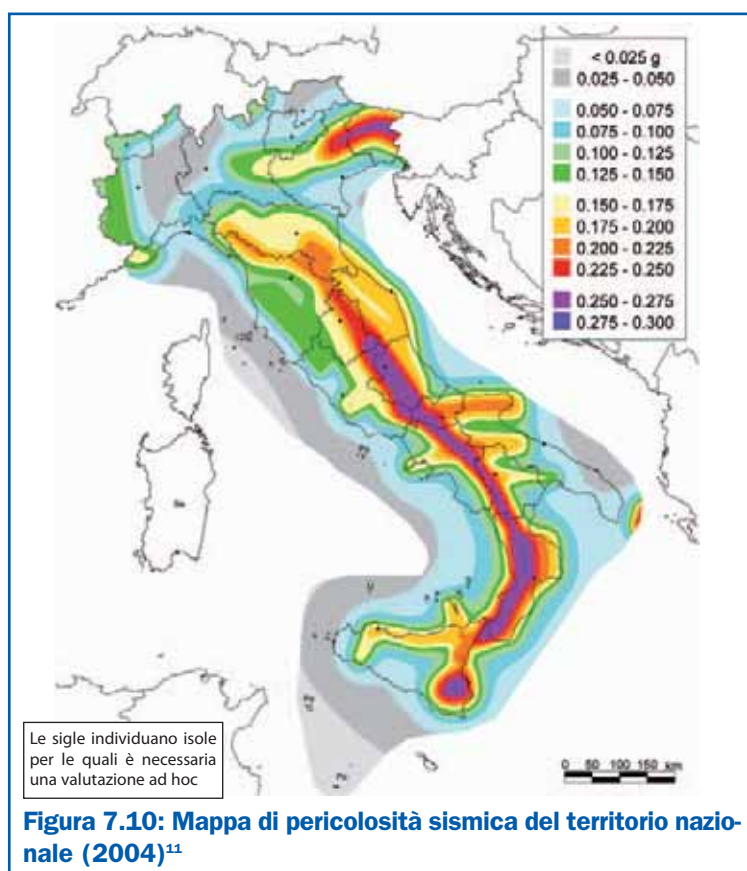 < 0.025 g
0.025 - 0.050
0.050 - 0.075
0.075 - 0.100
0.100 - 0.125
0.125 - 0.150
0.150 - 0.175
0.175 - 0.200
0.200 - 0.225
0.225 - 0.250
0.250 - 0.275
0.275 - 0.300
Le sigle individuano isole
per le quali è necessaria
una valutazione ad hoc
0 50 100 150 km
Figura 7.10: Mappa di pericolosità sismica del territorio nazio-
nale (2004)¹¹